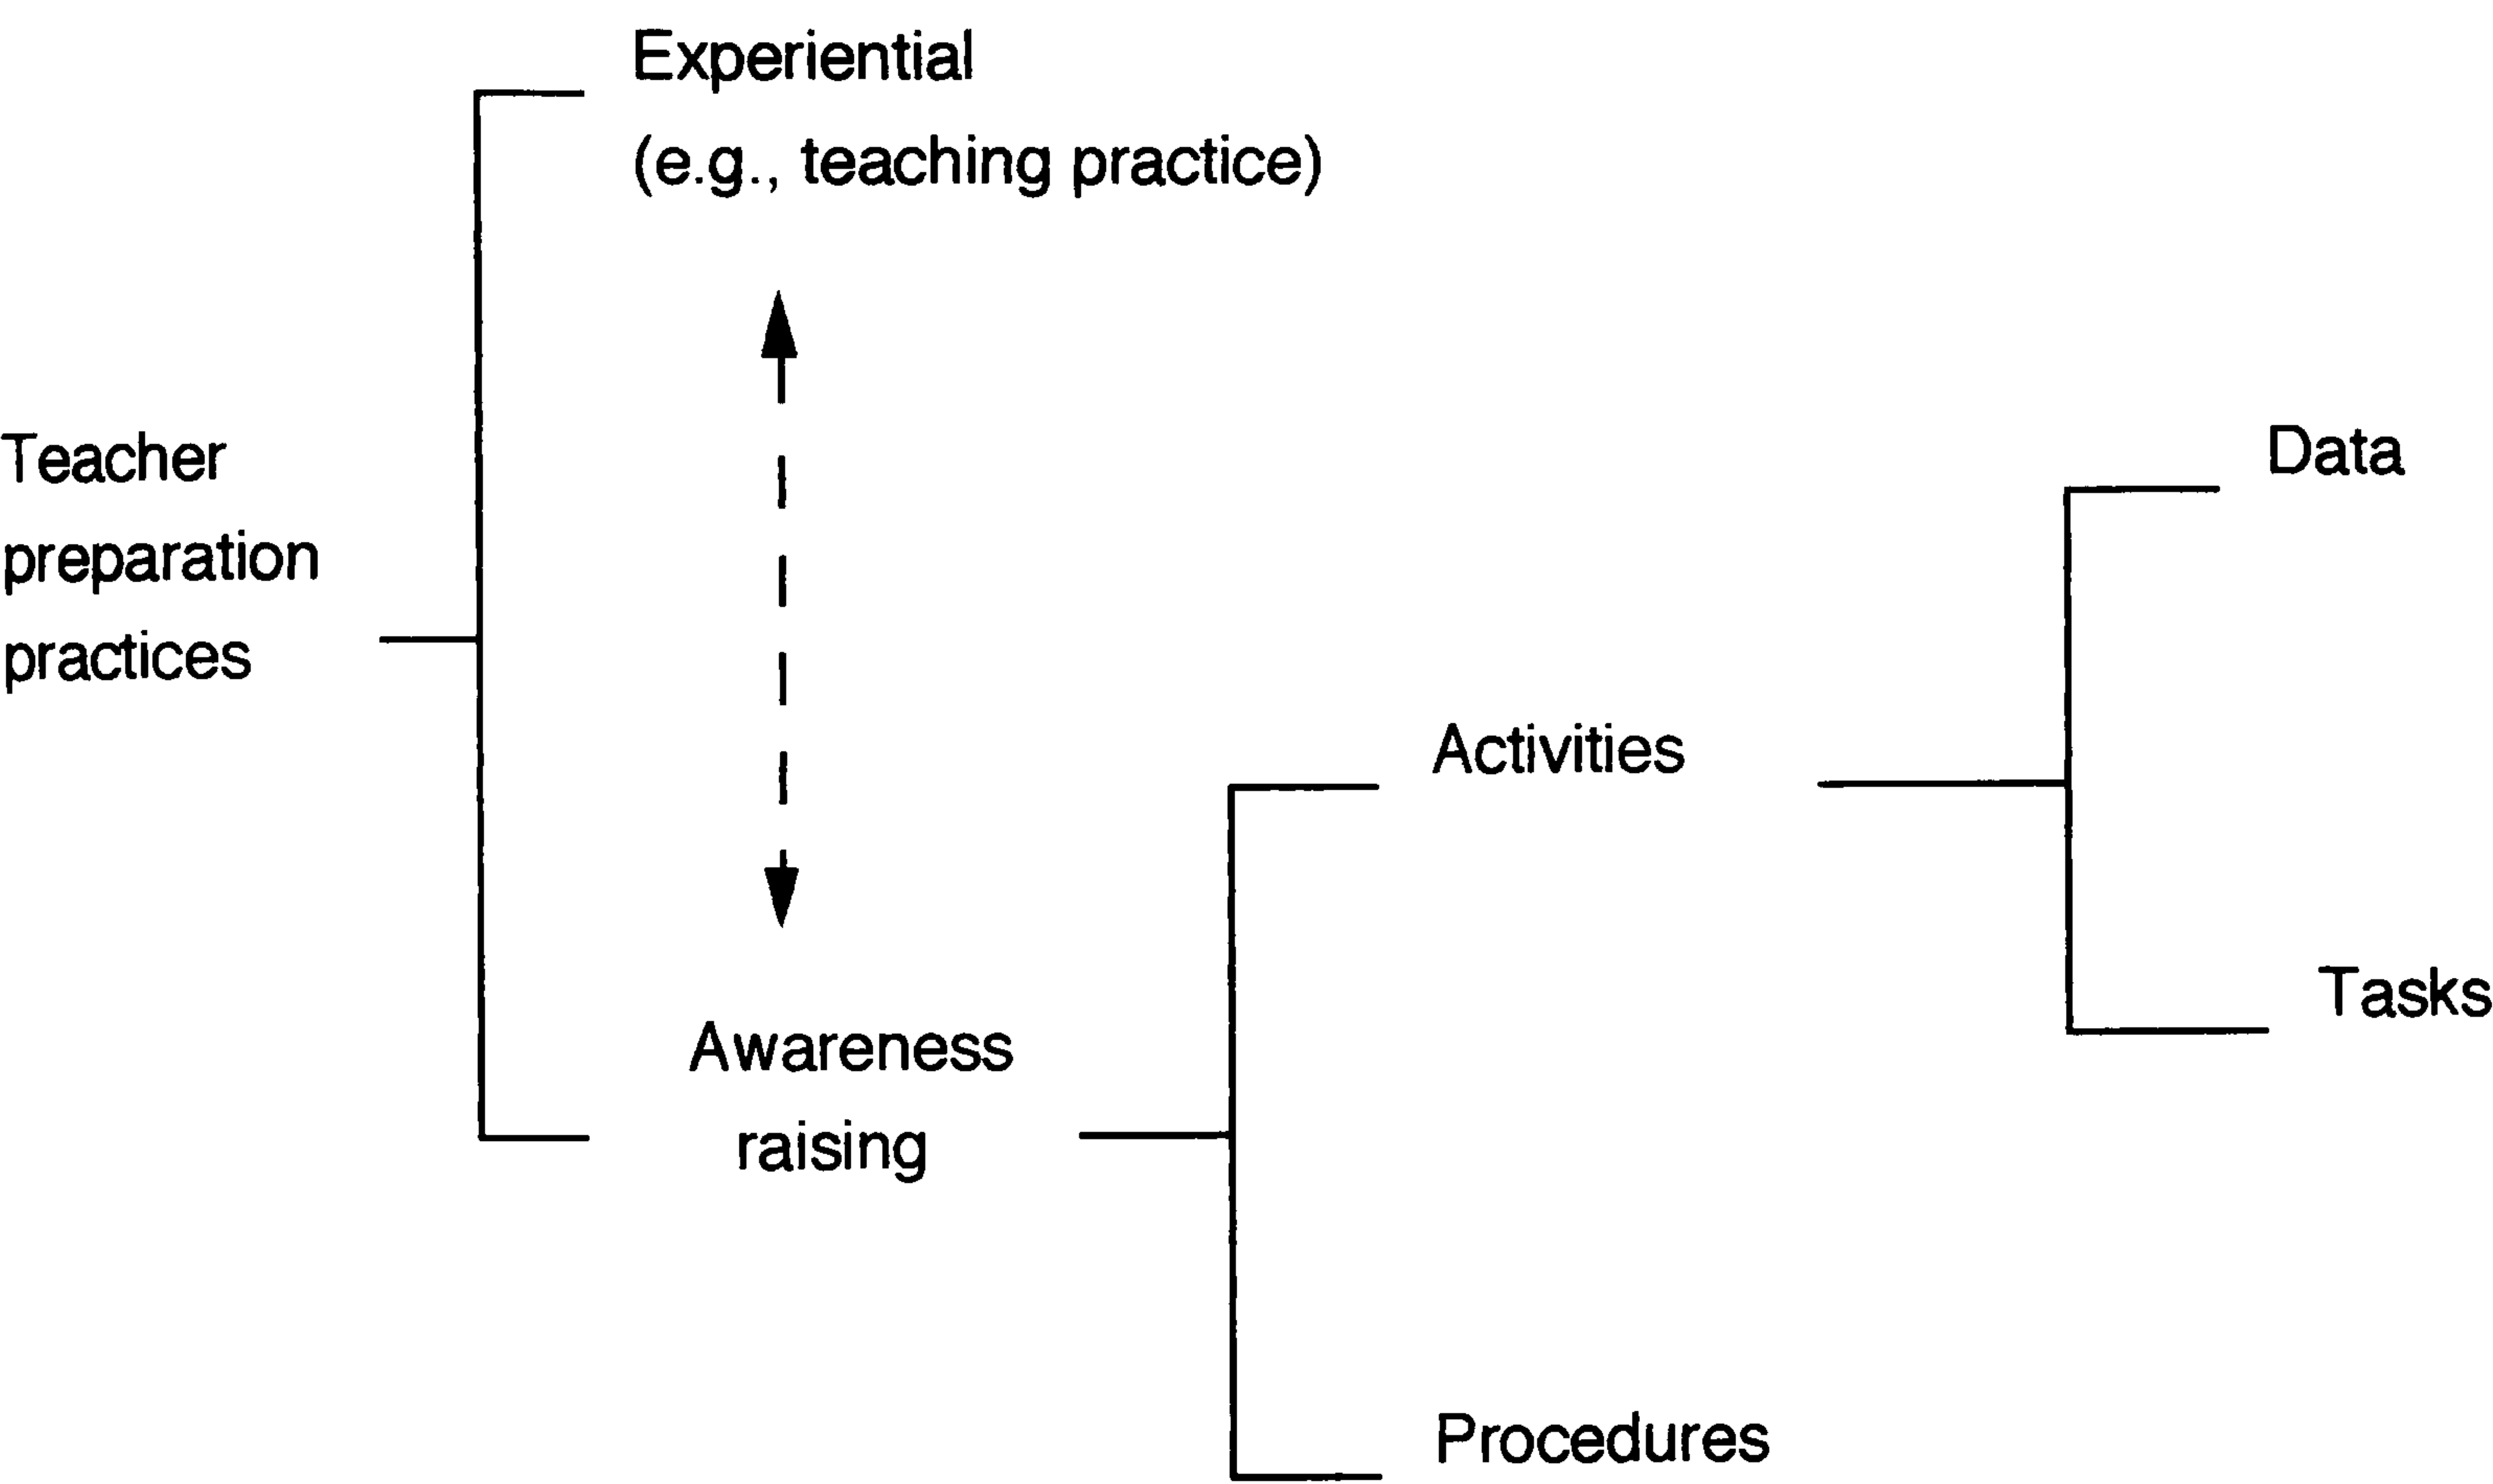 Experiential
(e.g., teaching practice)
Teacher
preparation
practices
Data
Activities
Tasks
Awareness
raising
Procedures